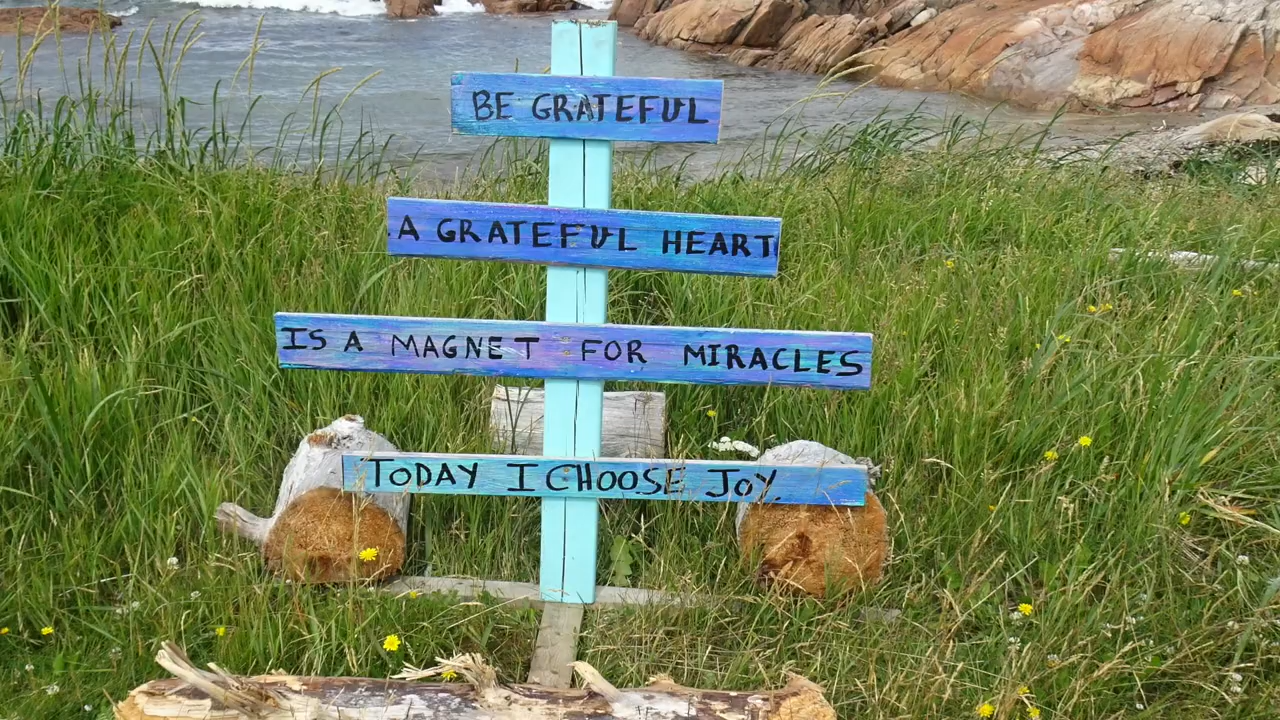 BE GRATEFUL
A GRATEFUL HEART
IS A MAGNET FOR MIRACLES
TODAY I CHOOSE JOY.